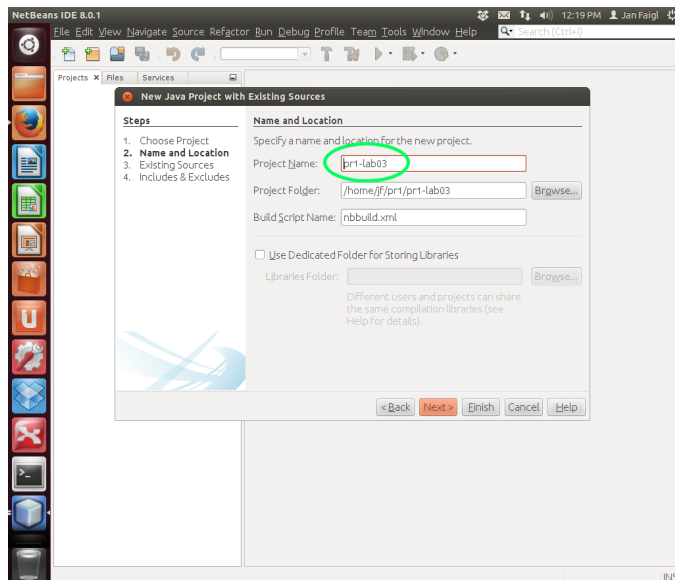 NetBeans IDE 8.0.1
12:19 PM Jan Faigl
File Edit View Navigate Source Refactor Run Debug Profile Team Tools Window Help
Search (Ctrl+I)
Projects Files Services
New Java Project with Existing Sources
Steps
1. Choose Project
2. Name and Location
3. Existing Sources
4. Includes & Excludes
Name and Location
Specify a name and location for the new project.
Project Name: pr1-lab03
Project Folder: /home/jf/pr1/pr1-lab03 Browse...
Build Script Name: nbbuild.xml
Use Dedicated Folder for Storing Libraries
Libraries Folder: Browse...
Different users and projects can share
the same compilation libraries (see
Help for details).
< Back Next > Finish Cancel Help